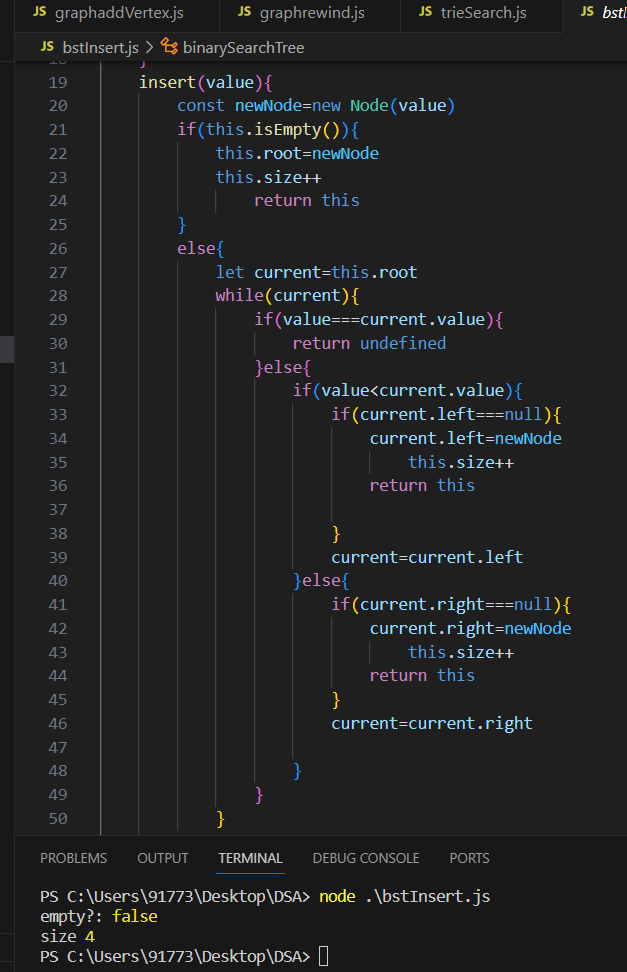 JS graphaddVertex.js JS graphrewind.js JS trieSearch.js JS
JS bstInsert.js > binarySearchTree
19 insert(value){
20 const newNode=new Node(value)
21 if(this.isEmpty()){
22 this.root=newNode
23 this.size++
24 return this
25 }
26 else{
27 let current=this.root
28 while(current){
29 if(value===current.value){
30 return undefined
31 }else{
32 if(value<current.value){
33 if(current.left===null){
34 current.left=newNode
35 this.size++
36 return this
37
38 }
39 current=current.left
40 }else{
41 if(current.right===null){
42 current.right=newNode
43 this.size++
44 return this
45 }
46 current=current.right
47
48 }
49 }
50 }
PROBLEMS OUTPUT TERMINAL DEBUG CONSOLE PORTS
PS C:\Users\91773\Desktop\DSA> node .\bstInsert.js
empty?: false
size 4
PS C:\Users\91773\Desktop\DSA>